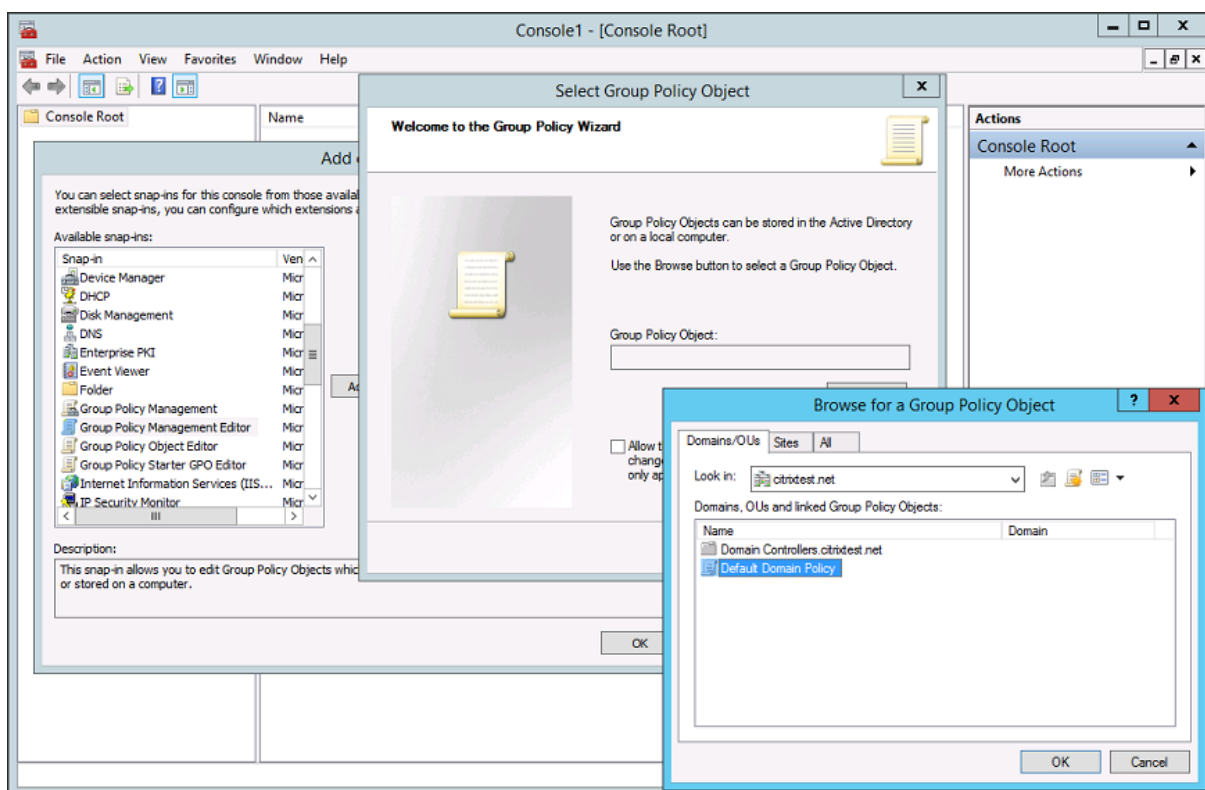 Console1 - [Console Root]
File Action View Favorites Window Help
Console Root
Name
Actions
Console Root
More Actions
Add
You can select snap-ins for this console from those
extensible snap-ins, you can configure which extensions
Available snap-ins:
Snap-in Ven
Device Manager Micr
DHCP Micr
Disk Management Micr
DNS Micr
Enterprise PKI Micr
Event Viewer Micr
Folder Micr
Group Policy Management Micr
Group Policy Management Editor Micr
Group Policy Object Editor Micr
Group Policy Starter GPO Editor Micr
Internet Information Services (IIS... Micr
IP Security Monitor Micr
Description:
This snap-in allows you to edit Group Policy Objects
or stored on a computer.
OK
Select Group Policy Object
Welcome to the Group Policy Wizard
Group Policy Objects can be stored in the Active Directory
or on a local computer.
Use the Browse button to select a Group Policy Object.
Group Policy Object:
Allow
only
Browse for a Group Policy Object
Domains/OUs Sites All
Look in: citrixtest.net
Domains, OUs and linked Group Policy Objects:
Name Domain
Domain Controllers.citrixtest.net
Default Domain Policy
OK Cancel